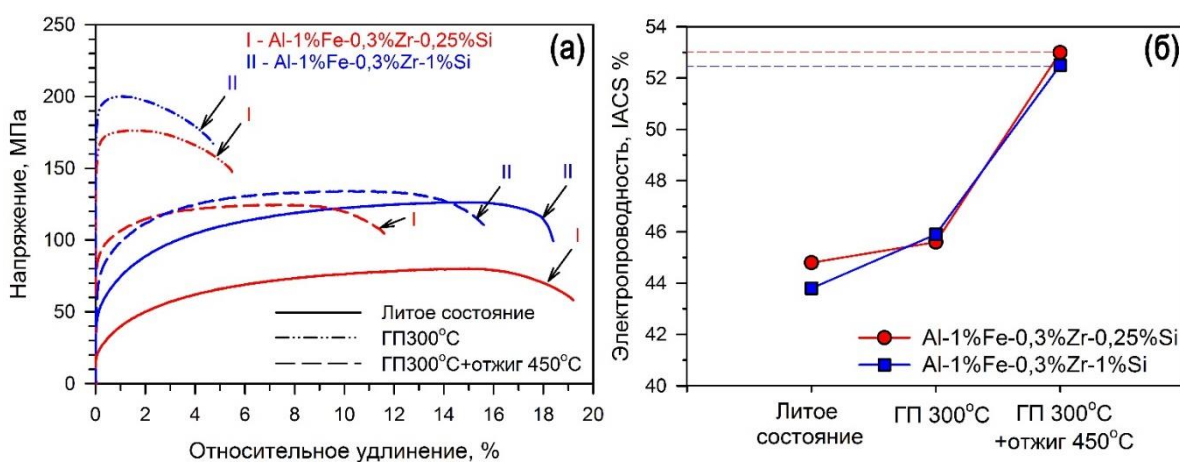 250
200
150
100
50
0
Напряжение, МПа
I - Al-1%Fe-0,3%Zr-0,25%Si
II - Al-1%Fe-0,3%Zr-1%Si
(а)
II
I
II
II
I
I
Литое состояние
ГП300°С
ГП300°С+отжиг 450°С
0 2 4 6 8 10 12 14 16 18 20
Относительное удлинение, %
54
52
50
48
46
44
42
40
Электропроводность, IACS %
(б)
Al-1%Fe-0,3%Zr-0,25%Si
Al-1%Fe-0,3%Zr-1%Si
Литое
состояние
ГП 300°С
ГП 300°С
+отжиг 450°С